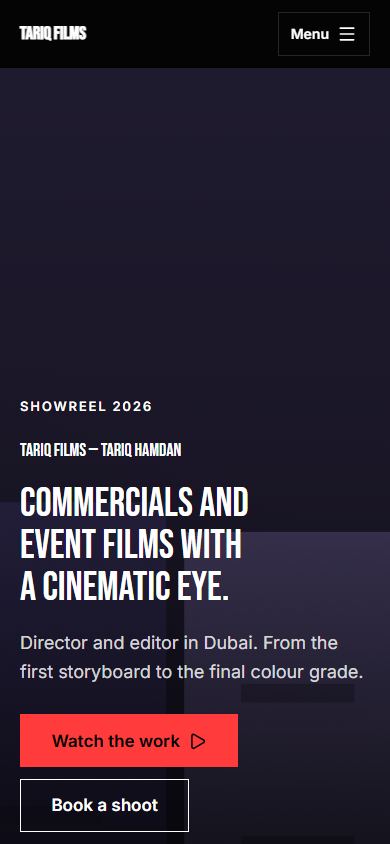 TARIQ FILMS
Menu
SHOWREEL 2026
TARIQ FILMS — TARIQ HAMDAN
COMMERCIALS AND
EVENT FILMS WITH
A CINEMATIC EYE.
Director and editor in Dubai. From the
first storyboard to the final colour grade.
Watch the work
Book a shoot